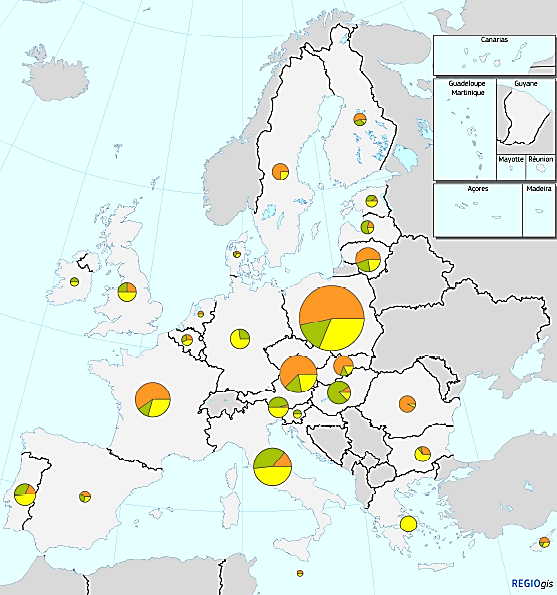 Canarias
Guadeloupe
Martinique
Guyane
Mayotte
Réunion
Açores
Madeira
REGIOgis